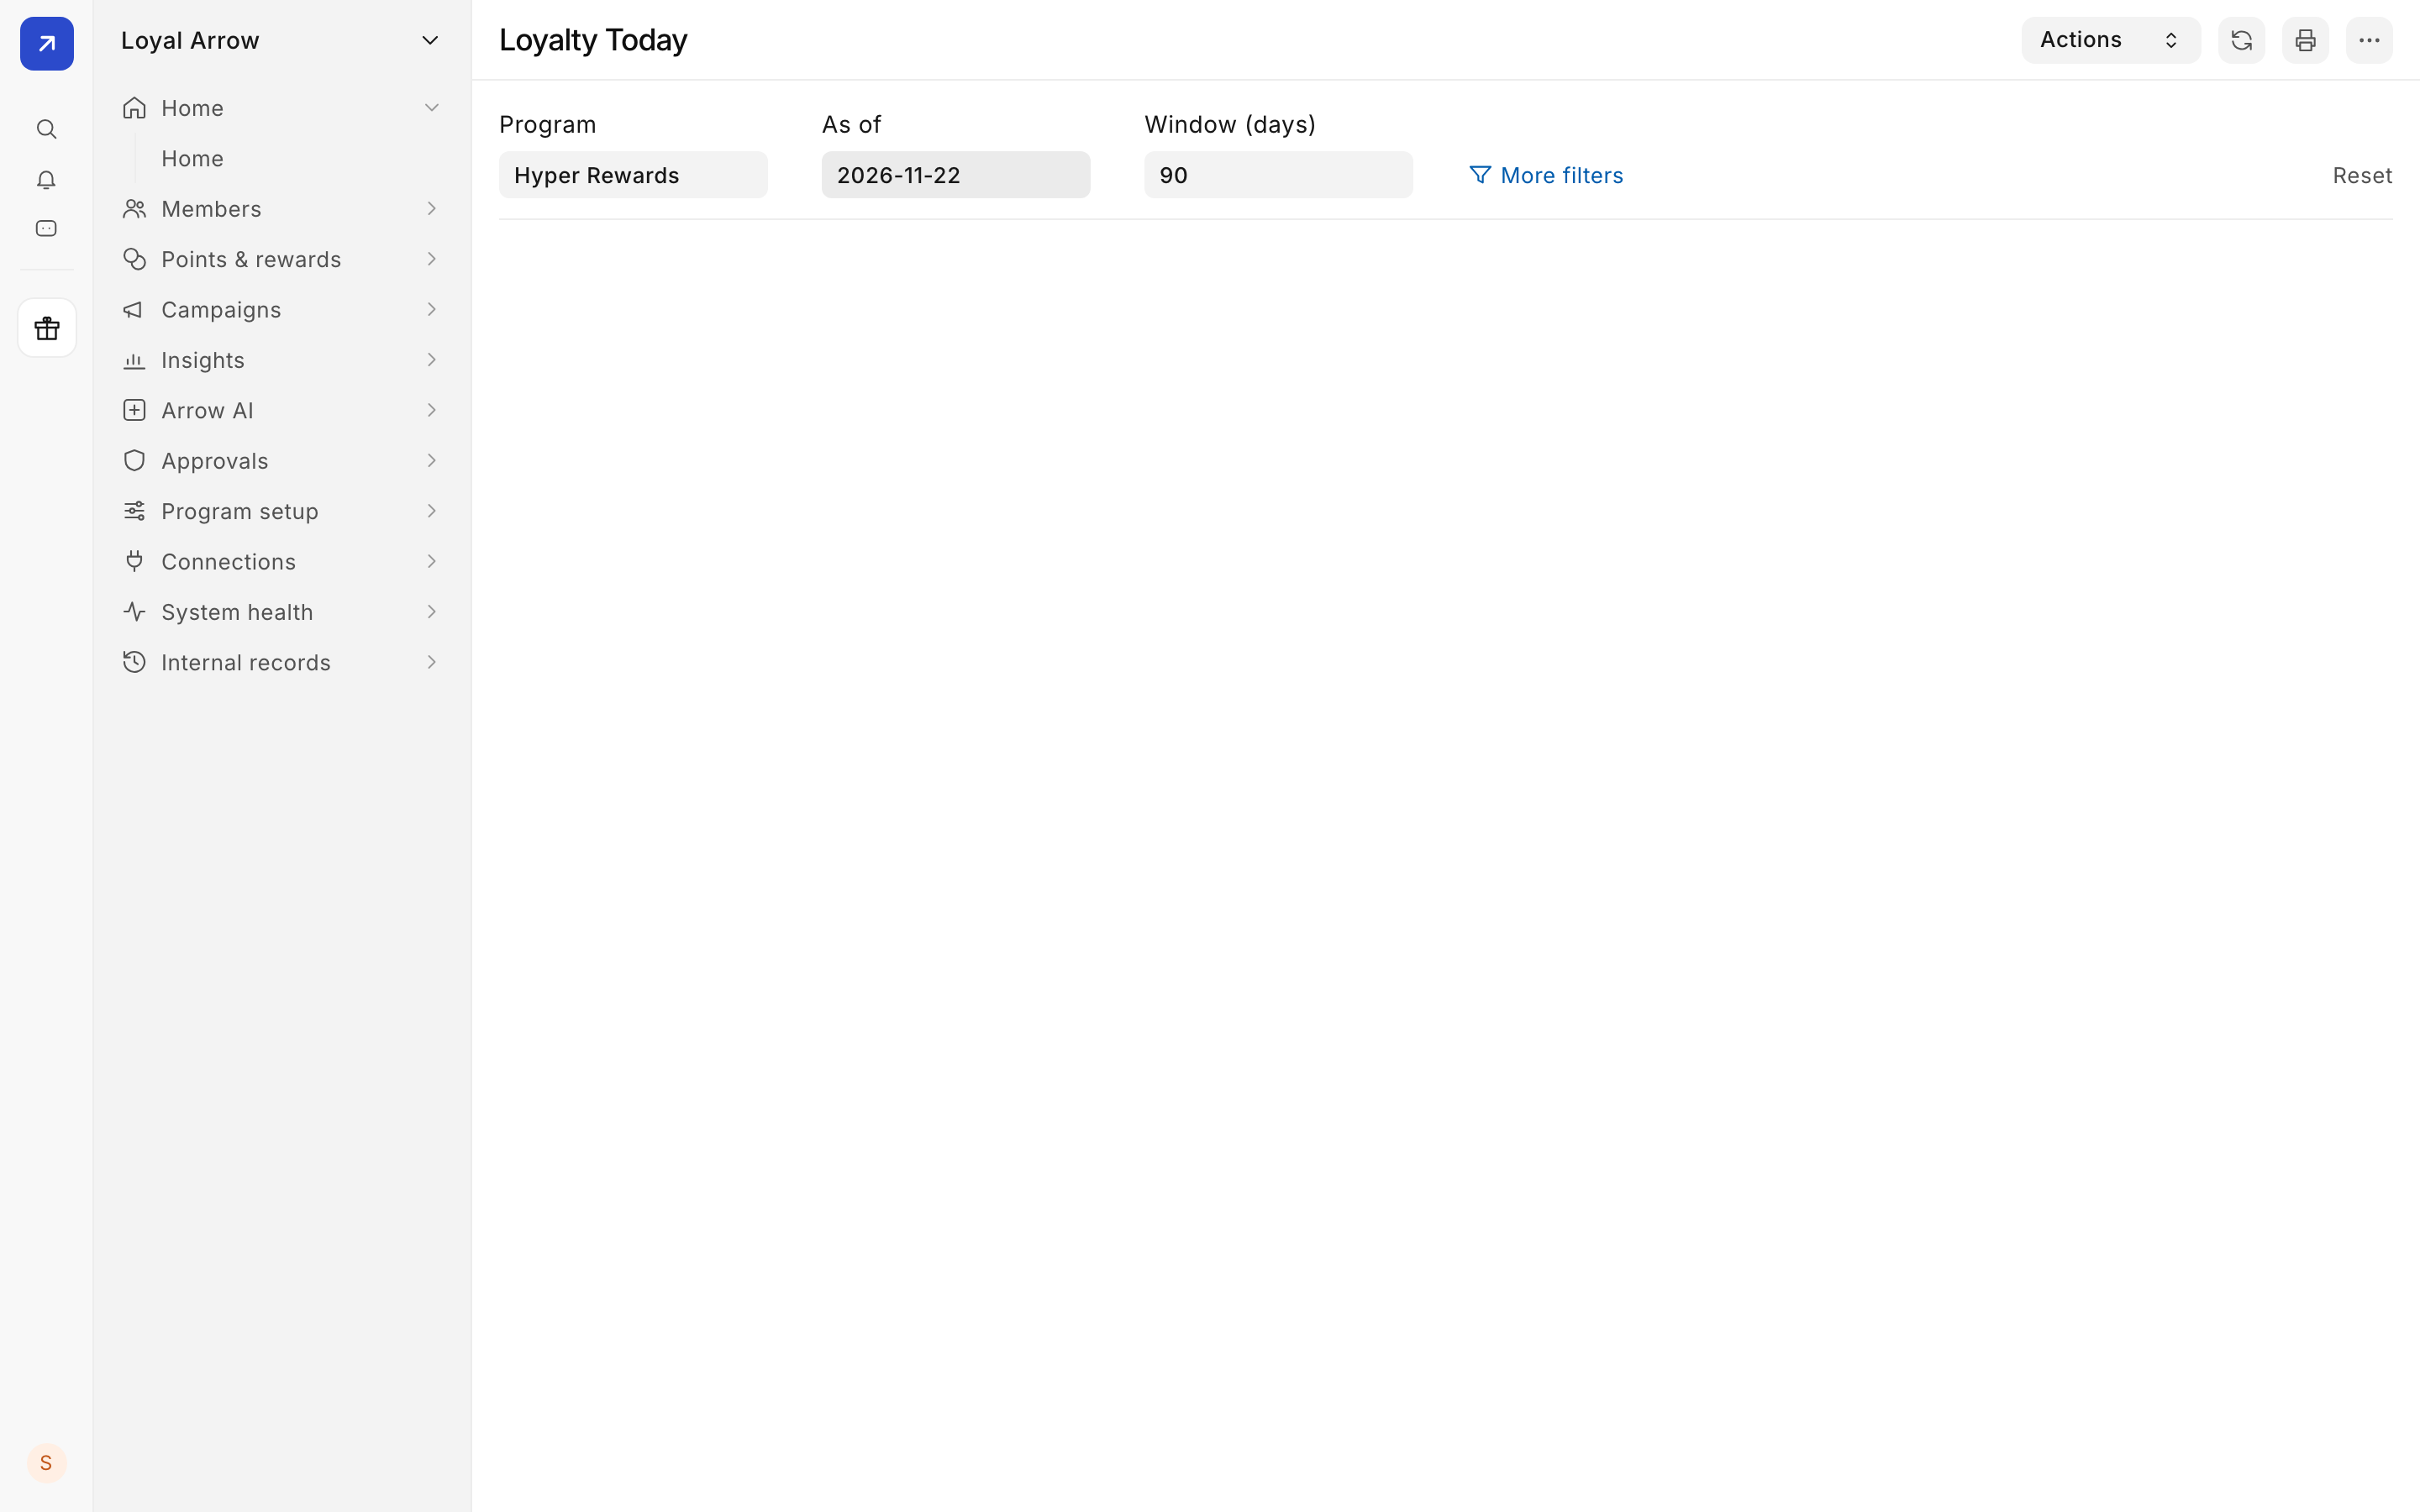 Loyal Arrow
Home
Home
Members
Points & rewards
Campaigns
Insights
Arrow AI
Approvals
Program setup
Connections
System health
Internal records
S
Loyalty Today
Actions
Program
As of
Window (days)
Hyper Rewards
2026-11-22
90
More filters
Reset